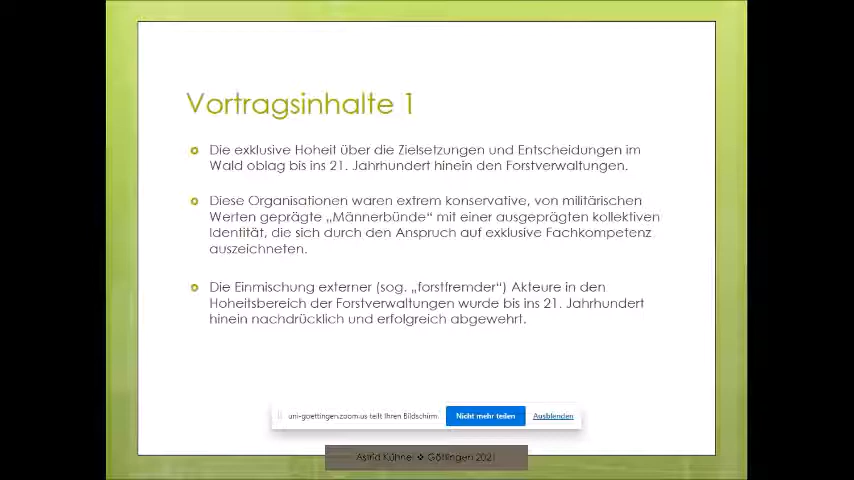 Vortragsinhalte 1
Die exklusive Hoheit über die Zielsetzungen und Entscheidungen im
Wald oblag bis ins 21. Jahrhundert hinein den Forstverwaltungen.
Diese Organisationen waren extrem konservative, von militärischen
Werten geprägte „Männerbünde“ mit einer ausgeprägten kollektiven
Identität, die sich durch den Anspruch auf exklusive Fachkompetenz
auszeichneten.
Die Einmischung externer (sog. „forstfremder“) Akteure in den
Hoheitsbereich der Forstverwaltungen wurde bis ins 21. Jahrhundert
hinein nachdrücklich und erfolgreich abgewehrt.
uni-goettingen.zoom.us teilt Ihren Bildschirm. Nicht mehr teilen Ausblenden
Astrid Kühnel ❖ Göttingen 2021